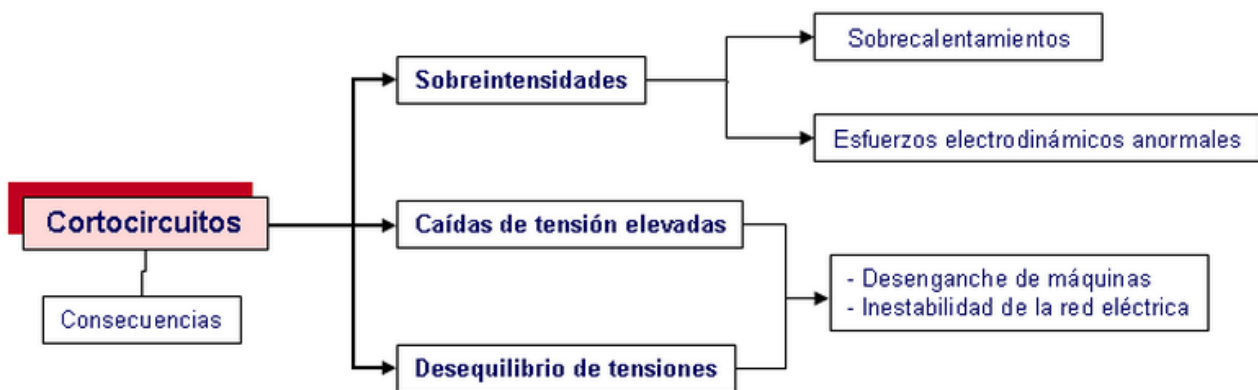 Cortocircuitos
Consecuencias
Sobreintensidades
Sobrecalentamientos
Esfuerzos electrodinámicos anormales
Caídas de tensión elevadas
Desequilibrio de tensiones
- Desenganche de máquinas
- Inestabilidad de la red eléctrica